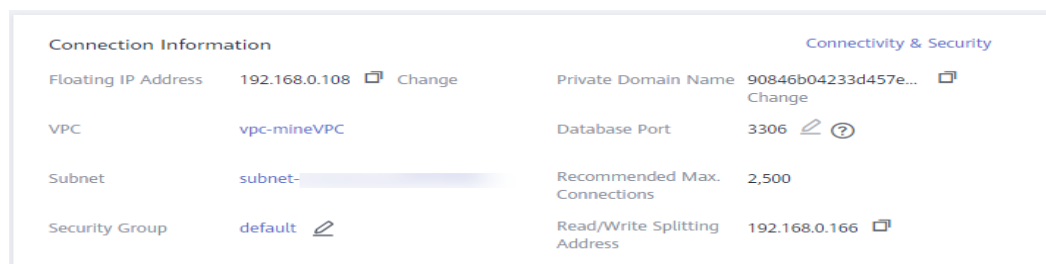 Connection Information
Connectivity & Security
Floating IP Address 192.168.0.108 Change
Private Domain Name 90846b04233d457e...
Change
VPC vpc-mineVPC
Database Port 3306
Subnet subnet-
Recommended Max.
Connections 2,500
Security Group default
Read/Write Splitting
Address 192.168.0.166